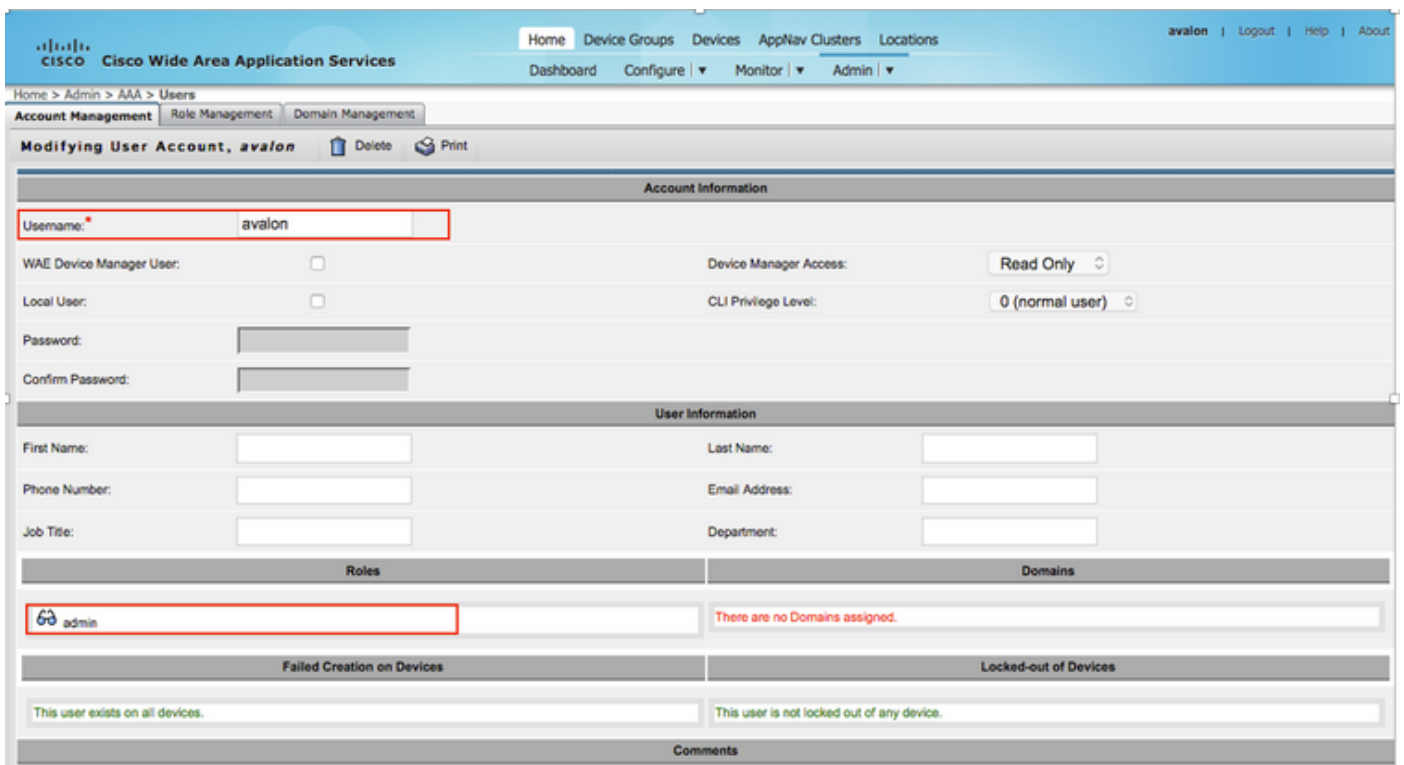 avalon | Logout | Help | About
CISCO Cisco Wide Area Application Services
Home Device Groups Devices AppNav Clusters Locations
Dashboard Configure | ▼ Monitor | ▼ Admin | ▼
Home > Admin > AAA > Users
Account Management Role Management Domain Management
Modifying User Account, avalon Delete Print
Account Information
Username:* avalon
WAE Device Manager User: Device Manager Access: Read Only
Local User: CLI Privilege Level: 0 (normal user)
Password:
Confirm Password:
User Information
First Name: Last Name:
Phone Number: Email Address:
Job Title: Department:
Roles Domains
admin There are no Domains assigned.
Failed Creation on Devices Locked-out of Devices
This user exists on all devices. This user is not locked out of any device.
Comments